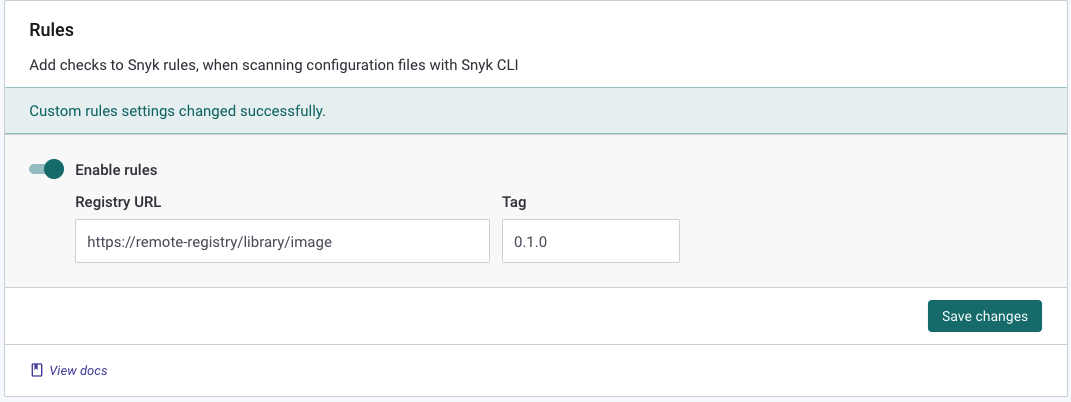 Rules
Add checks to Snyk rules, when scanning configuration files with Snyk CLI
Custom rules settings changed successfully.
Enable rules
Registry URL
Tag
https://remote-registry/library/image
0.1.0
Save changes
View docs